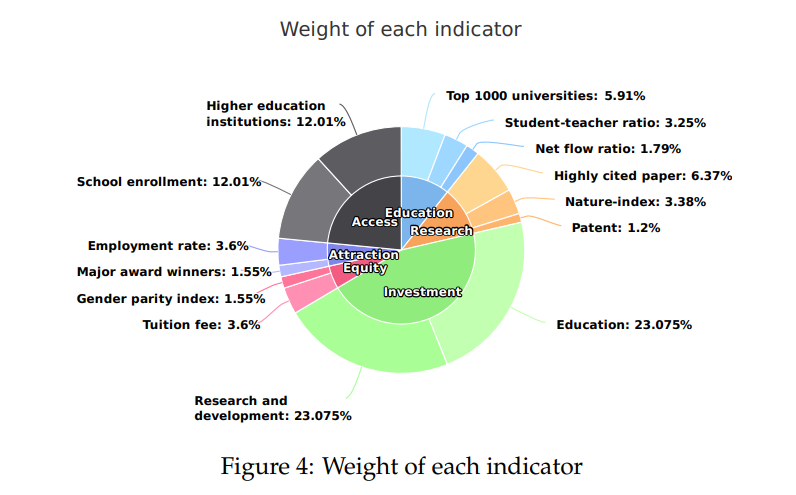 Weight of each indicator
Top 1000 universities: 5.91%
Student-teacher ratio: 3.25%
Net flow ratio: 1.79%
Highly cited paper: 6.37%
Nature-index: 3.38%
Patent: 1.2%
Education: 23.075%
Research and
development: 23.075%
Tuition fee: 3.6%
Gender parity index: 1.55%
Major award winners: 1.55%
Employment rate: 3.6%
School enrollment: 12.01%
Higher education
institutions: 12.01%
Education
Research
Access
Attraction
Equity
Investment
Figure 4: Weight of each indicator